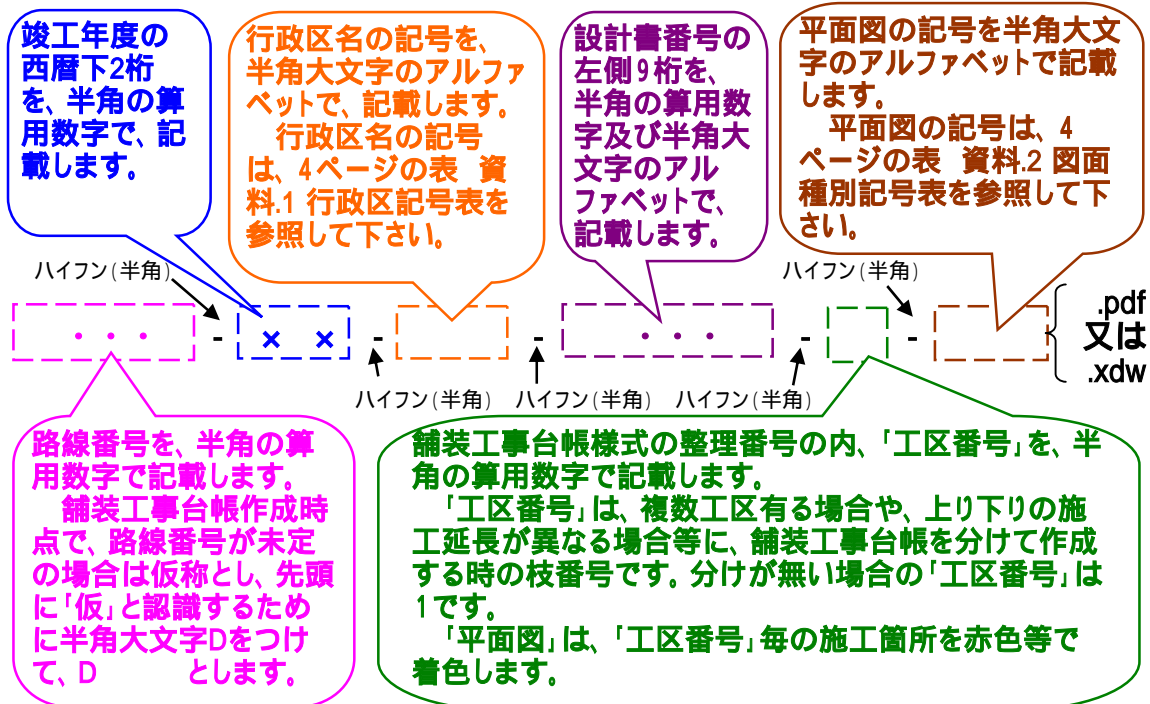 竣工年度の
西暦下2桁
を、半角の算
用数字で、記
載します。
行政区名の記号を、
半角大文字のアルファ
ベットで、記載します。
行政区名の記号
は、4ページの表 資
料.1 行政区記号表を
参照して下さい。
設計書番号の
左側9桁を、
半角の算用数
字及び半角大
文字のアル
ファベットで、
記載します。
平面図の記号を半角大文
字のアルファベットで記載
します。
平面図の記号は、4
ページの表 資料.2 図面
種別記号表を参照して下
さい。
ハイフン(半角)
ハイフン(半角)
・・・ - × × - - ・・・ - -
.pdf
又は
.xdw
ハイフン(半角) ハイフン(半角) ハイフン(半角)
路線番号を、半角の算
用数字で記載します。
舗装工事台帳作成時
点で、路線番号が未定
の場合は仮称とし、先頭
に「仮」と認識するため
に半角大文字Dをつけ
て、D とします。
舗装工事台帳様式の整理番号の内、「工区番号」を、半
角の算用数字で記載します。
「工区番号」は、複数工区有る場合や、上り下りの施
工延長が異なる場合等に、舗装工事台帳を分けて作成
する時の枝番号です。分けが無い場合の「工区番号」は
1です。
「平面図」は、「工区番号」毎の施工箇所を赤色等で
着色します。